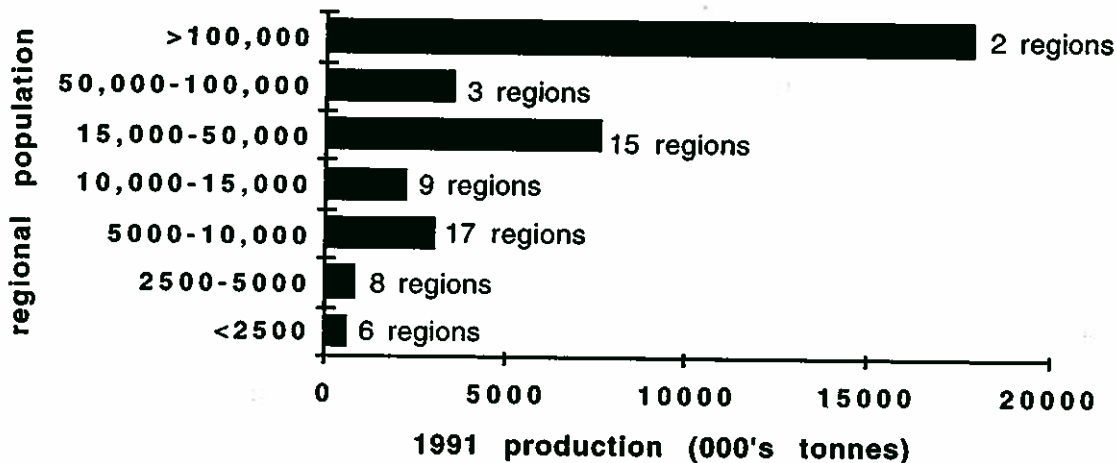 regional population
>100,000
2 regions
50,000-100,000
3 regions
15,000-50,000
15 regions
10,000-15,000
9 regions
5000-10,000
17 regions
2500-5000
8 regions
<2500
6 regions
0 5000 10000 15000 20000
1991 production (000's tonnes)